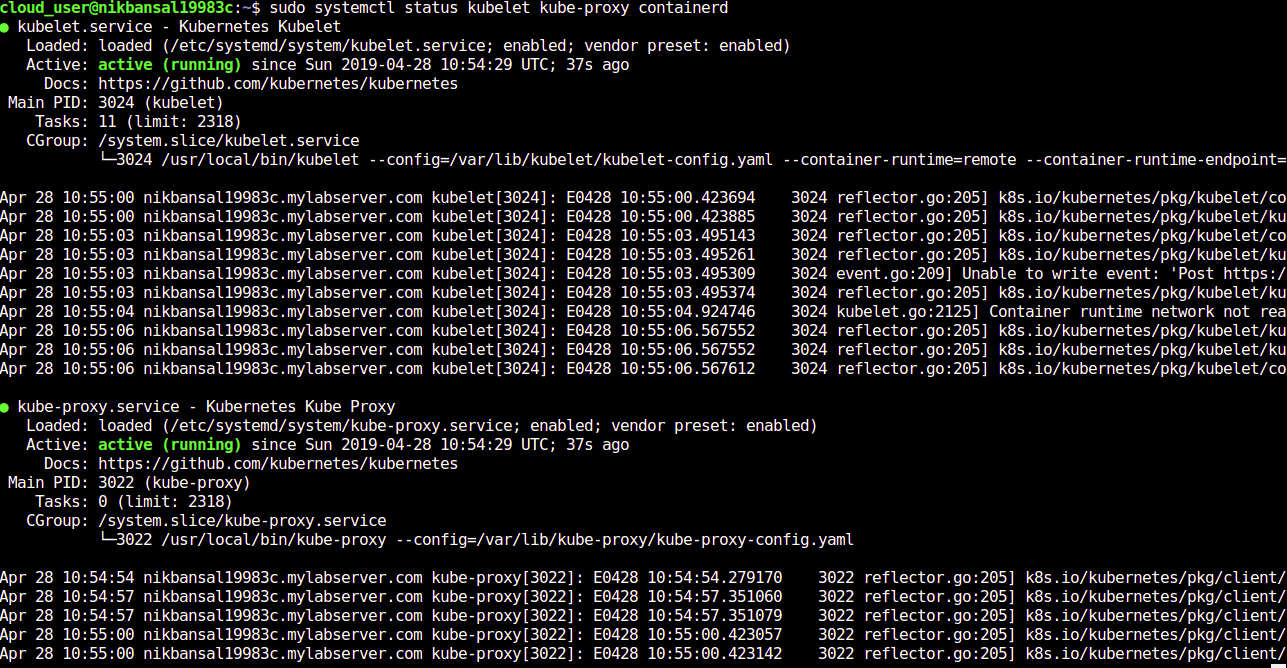 cloud_user@nikbansal19983c:~$ sudo systemctl status kubelet kube-proxy containerd
● kubelet.service - Kubernetes Kubelet
   Loaded: loaded (/etc/systemd/system/kubelet.service; enabled; vendor preset: enabled)
   Active: active (running) since Sun 2019-04-28 10:54:29 UTC; 37s ago
     Docs: https://github.com/kubernetes/kubernetes
 Main PID: 3024 (kubelet)
    Tasks: 11 (limit: 2318)
   CGroup: /system.slice/kubelet.service
           └─3024 /usr/local/bin/kubelet --config=/var/lib/kubelet/kubelet-config.yaml --container-runtime=remote --container-runtime-endpoint=
Apr 28 10:55:00 nikbansal19983c.mylabserver.com kubelet[3024]: E0428 10:55:00.423694    3024 reflector.go:205] k8s.io/kubernetes/pkg/kubelet/co
Apr 28 10:55:00 nikbansal19983c.mylabserver.com kubelet[3024]: E0428 10:55:00.423885    3024 reflector.go:205] k8s.io/kubernetes/pkg/kubelet/ku
Apr 28 10:55:03 nikbansal19983c.mylabserver.com kubelet[3024]: E0428 10:55:03.495143    3024 reflector.go:205] k8s.io/kubernetes/pkg/kubelet/co
Apr 28 10:55:03 nikbansal19983c.mylabserver.com kubelet[3024]: E0428 10:55:03.495261    3024 reflector.go:205] k8s.io/kubernetes/pkg/kubelet/ku
Apr 28 10:55:03 nikbansal19983c.mylabserver.com kubelet[3024]: E0428 10:55:03.495309    3024 event.go:209] Unable to write event: 'Post https:/
Apr 28 10:55:03 nikbansal19983c.mylabserver.com kubelet[3024]: E0428 10:55:03.495374    3024 reflector.go:205] k8s.io/kubernetes/pkg/kubelet/ku
Apr 28 10:55:04 nikbansal19983c.mylabserver.com kubelet[3024]: E0428 10:55:04.924746    3024 kubelet.go:2125] Container runtime network not rea
Apr 28 10:55:06 nikbansal19983c.mylabserver.com kubelet[3024]: E0428 10:55:06.567552    3024 reflector.go:205] k8s.io/kubernetes/pkg/kubelet/ku
Apr 28 10:55:06 nikbansal19983c.mylabserver.com kubelet[3024]: E0428 10:55:06.567552    3024 reflector.go:205] k8s.io/kubernetes/pkg/kubelet/ku
Apr 28 10:55:06 nikbansal19983c.mylabserver.com kubelet[3024]: E0428 10:55:06.567612    3024 reflector.go:205] k8s.io/kubernetes/pkg/kubelet/co
● kube-proxy.service - Kubernetes Kube Proxy
   Loaded: loaded (/etc/systemd/system/kube-proxy.service; enabled; vendor preset: enabled)
   Active: active (running) since Sun 2019-04-28 10:54:29 UTC; 37s ago
     Docs: https://github.com/kubernetes/kubernetes
 Main PID: 3022 (kube-proxy)
    Tasks: 0 (limit: 2318)
   CGroup: /system.slice/kube-proxy.service
           └─3022 /usr/local/bin/kube-proxy --config=/var/lib/kube-proxy/kube-proxy-config.yaml
Apr 28 10:54:54 nikbansal19983c.mylabserver.com kube-proxy[3022]: E0428 10:54:54.279170    3022 reflector.go:205] k8s.io/kubernetes/pkg/client/
Apr 28 10:54:57 nikbansal19983c.mylabserver.com kube-proxy[3022]: E0428 10:54:57.351060    3022 reflector.go:205] k8s.io/kubernetes/pkg/client/
Apr 28 10:54:57 nikbansal19983c.mylabserver.com kube-proxy[3022]: E0428 10:54:57.351079    3022 reflector.go:205] k8s.io/kubernetes/pkg/client/
Apr 28 10:55:00 nikbansal19983c.mylabserver.com kube-proxy[3022]: E0428 10:55:00.423057    3022 reflector.go:205] k8s.io/kubernetes/pkg/client/
Apr 28 10:55:00 nikbansal19983c.mylabserver.com kube-proxy[3022]: E0428 10:55:00.423142    3022 reflector.go:205] k8s.io/kubernetes/pkg/client/